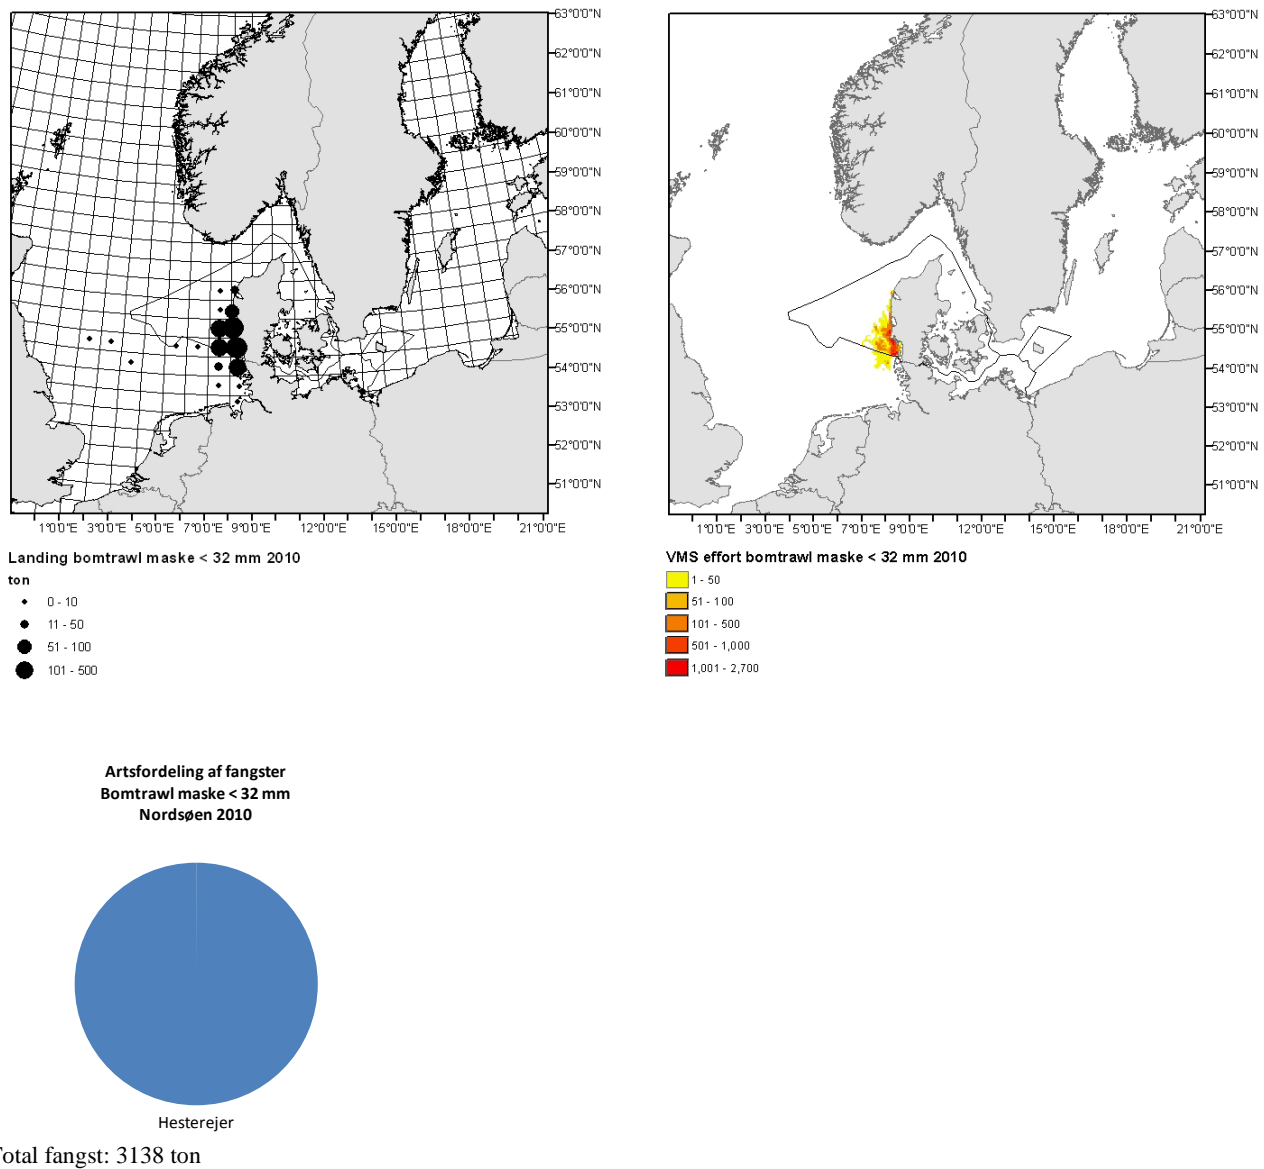 63°0'0"N
62°0'0"N
61°0'0"N
60°0'0"N
59°0'0"N
58°0'0"N
57°0'0"N
56°0'0"N
55°0'0"N
54°0'0"N
53°0'0"N
52°0'0"N
51°0'0"N
1°0'0"E 3°0'0"E 5°0'0"E 7°0'0"E 9°0'0"E 12°0'0"E 15°0'0"E 18°0'0"E 21°0'0"E
Landing bomtrawl maske < 32 mm 2010
ton
0 - 10
11 - 50
51 - 100
101 - 500
63°0'0"N
62°0'0"N
61°0'0"N
60°0'0"N
59°0'0"N
58°0'0"N
57°0'0"N
56°0'0"N
55°0'0"N
54°0'0"N
53°0'0"N
52°0'0"N
51°0'0"N
1°0'0"E 3°0'0"E 5°0'0"E 7°0'0"E 9°0'0"E 12°0'0"E 15°0'0"E 18°0'0"E 21°0'0"E
VMS effort bomtrawl maske < 32 mm 2010
1 - 50
51 - 100
101 - 500
501 - 1,000
1,001 - 2,700
Artsfordeling af fangster
Bomtrawl maske < 32 mm
Nordsøen 2010
Hesterejer
Total fangst: 3138 ton